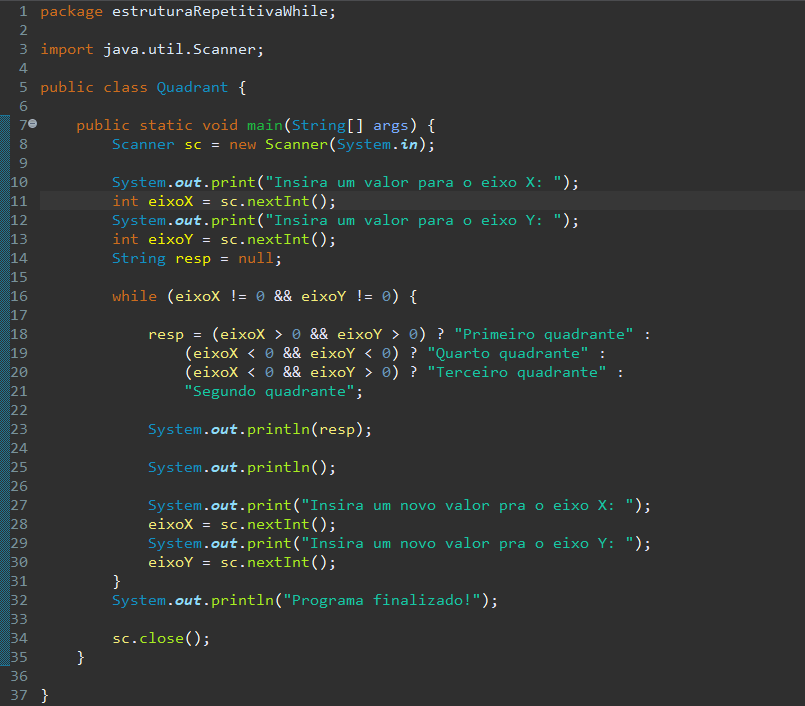 1 package estruturaRepetitivaWhile;
2
3 import java.util.Scanner;
4
5 public class Quadrant {
6
7 public static void main(String[] args) {
8 Scanner sc = new Scanner(System.in);
9
10 System.out.print("Insira um valor para o eixo X: ");
11 int eixoX = sc.nextInt();
12 System.out.print("Insira um valor para o eixo Y: ");
13 int eixoY = sc.nextInt();
14 String resp = null;
15
16 while (eixoX != 0 && eixoY != 0) {
17
18 resp = (eixoX > 0 && eixoY > 0) ? "Primeiro quadrante" :
19 (eixoX < 0 && eixoY < 0) ? "Quarto quadrante" :
20 (eixoX < 0 && eixoY > 0) ? "Terceiro quadrante" :
21 "Segundo quadrante";
22
23 System.out.println(resp);
24
25 System.out.println();
26
27 System.out.print("Insira um novo valor pra o eixo X: ");
28 eixoX = sc.nextInt();
29 System.out.print("Insira um novo valor pra o eixo Y: ");
30 eixoY = sc.nextInt();
31 }
32 System.out.println("Programa finalizado!");
33
34 sc.close();
35 }
36
37 }